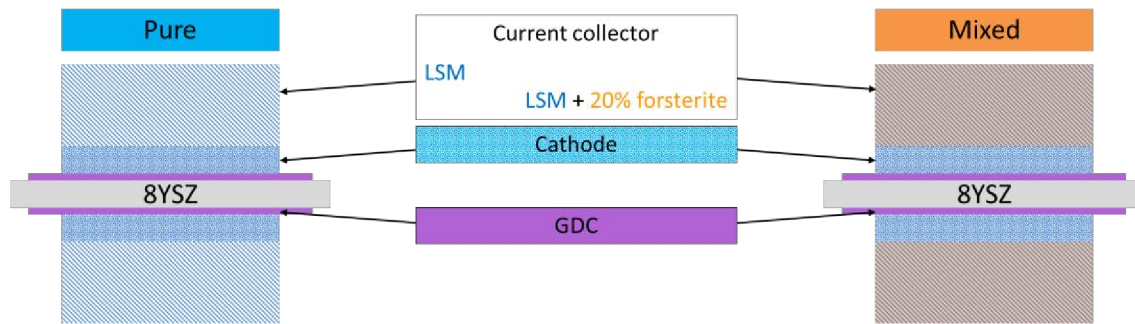 Pure
Current collector
Mixed
LSM
LSM + 20% forsterite
Cathode
8YSZ
8YSZ
GDC